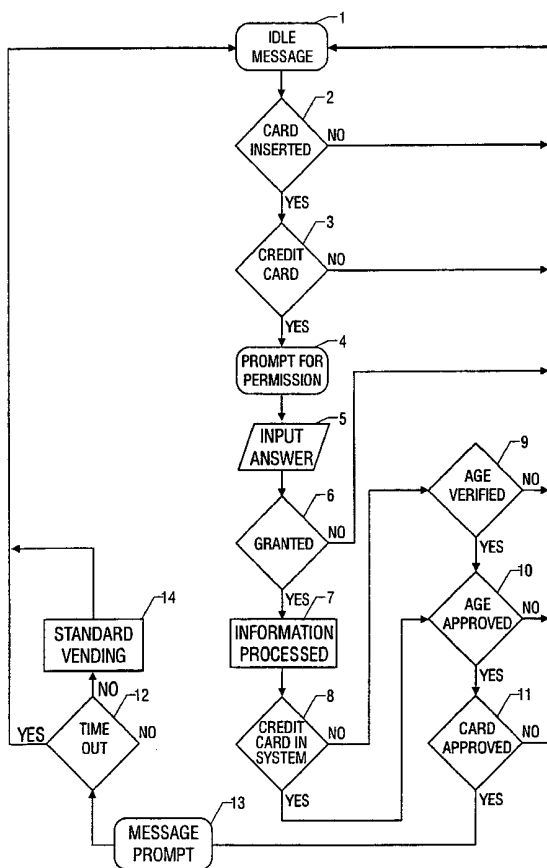 1
IDLE
MESSAGE
2
CARD
INSERTED
NO
YES
3
CREDIT
CARD
NO
YES
4
PROMPT FOR
PERMISSION
5
INPUT
ANSWER
6
GRANTED
NO
YES
7
INFORMATION
PROCESSED
8
CREDIT
CARD IN
SYSTEM
NO
YES
9
AGE
VERIFIED
NO
YES
10
AGE
APPROVED
NO
YES
11
CARD
APPROVED
NO
YES
14
STANDARD
VENDING
NO
12
TIME
OUT
YES
NO
13
MESSAGE
PROMPT